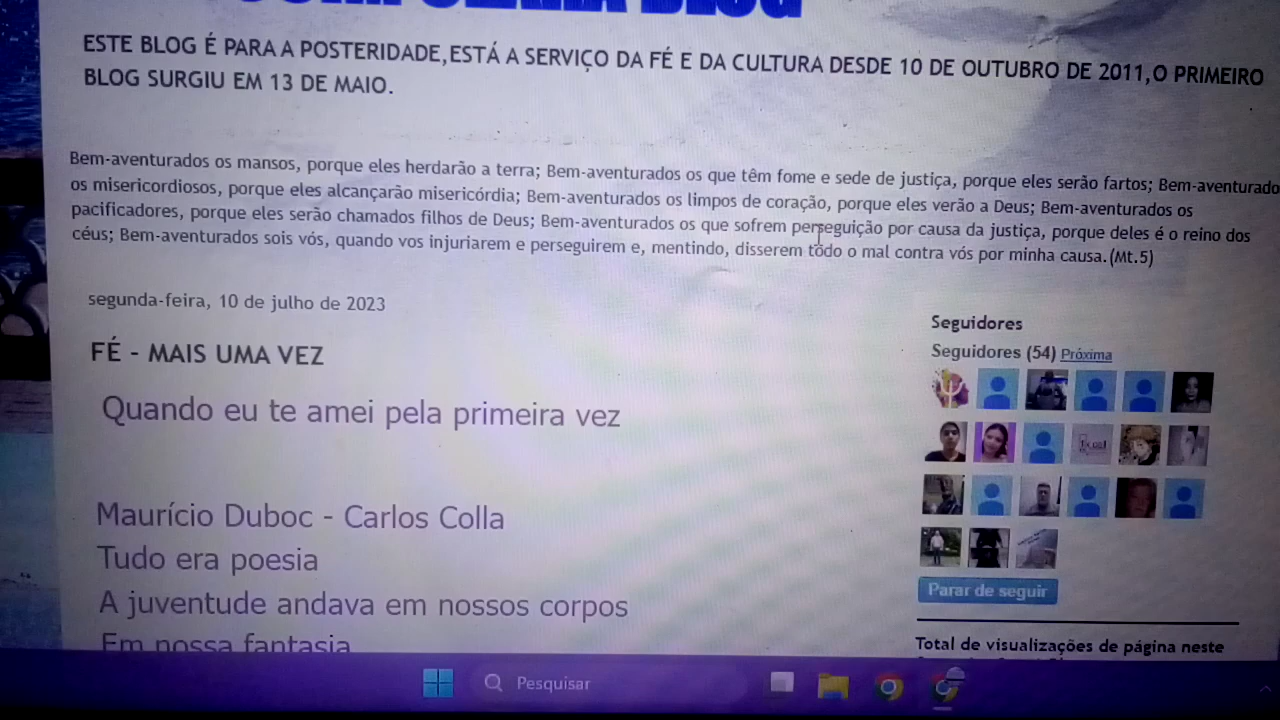 BLOG
ESTE BLOG É PARA A POSTERIDADE,ESTÁ A SERVIÇO DA FÉ E DA CULTURA DESDE 10 DE OUTUBRO DE 2011,O PRIMEIRO
BLOG SURGIU EM 13 DE MAIO.
Bem-aventurados os mansos, porque eles herdarão a terra; Bem-aventurados os que têm fome e sede de justiça, porque eles serão fartos; Bem-aventurado
os misericordiosos, porque eles alcançarão misericórdia; Bem-aventurados os limpos de coração, porque eles verão a Deus; Bem-aventurados os
pacificadores, porque eles serão chamados filhos de Deus; Bem-aventurados os que sofrem perseguição por causa da justiça, porque deles é o reino dos
céus; Bem-aventurados sois vós, quando vos injuriarem e perseguirem e, mentindo, disserem todo o mal contra vós por minha causa.(Mt.5)
segunda-feira, 10 de julho de 2023
FÉ - MAIS UMA VEZ
Quando eu te amei pela primeira vez
Maurício Duboc - Carlos Colla
Tudo era poesia
A juventude andava em nossos corpos
Em nossa fantasia
Seguidores
Seguidores (54) Próxima
Parar de seguir
Total de visualizações de página neste
Pesquisar